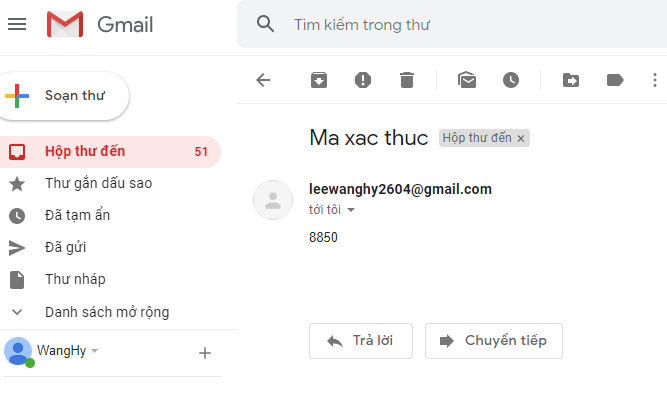 Gmail
Tìm kiếm trong thư
Soạn thư
Hộp thư đến 51
Thư gắn dấu sao
Đã tạm ẩn
Đã gửi
Thư nháp
Danh sách mở rộng
WangHy
Ma xac thuc Hộp thư đến
leewanghy2604@gmail.com
tới tôi
8850
Trả lời
Chuyển tiếp